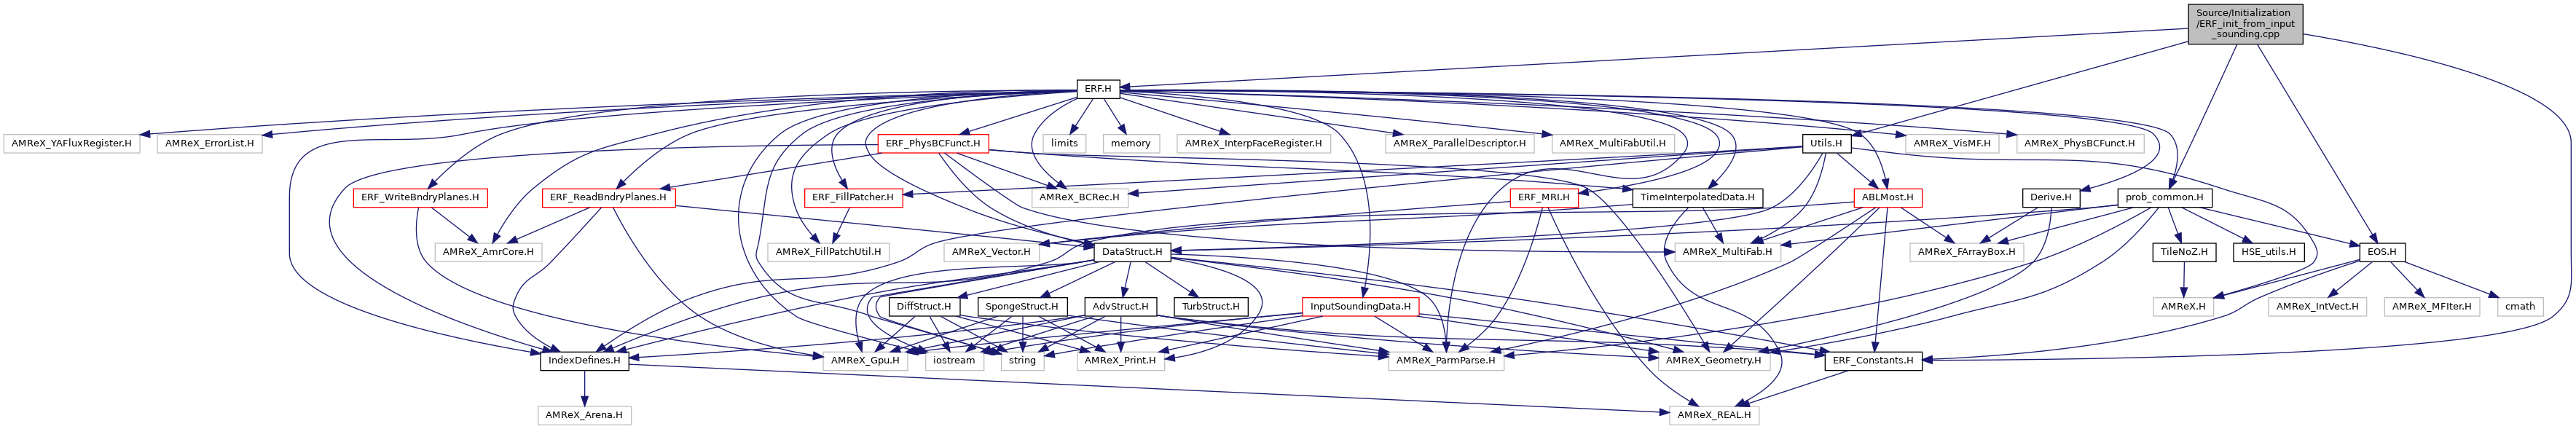 Source/Initialization
/ERF_init_from_input
_sounding.cpp
ERF.H
AMReX_YAFluxRegister.H
AMReX_ErrorList.H
ERF_PhysBCFunct.H
limits
memory
AMReX_InterpFaceRegister.H
AMReX_ParallelDescriptor.H
AMReX_MultiFabUtil.H
Utils.H
AMReX_VisMF.H
AMReX_PhysBCFunct.H
ERF_WriteBndryPlanes.H
ERF_ReadBndryPlanes.H
ERF_FillPatcher.H
AMReX_BCRec.H
ERF_MRI.H
TimeInterpolatedData.H
ABLMost.H
Derive.H
prob_common.H
AMReX_AmrCore.H
AMReX_FillPatchUtil.H
AMReX_Vector.H
DataStruct.H
AMReX_MultiFab.H
AMReX_FArrayBox.H
TileNoZ.H
HSE_utils.H
EOS.H
DiffStruct.H
SpongeStruct.H
AdvStruct.H
TurbStruct.H
InputSoundingData.H
AMReX.H
AMReX_IntVect.H
AMReX_MFIter.H
cmath
IndexDefines.H
AMReX_Gpu.H
iostream
string
AMReX_Print.H
AMReX_ParmParse.H
AMReX_Geometry.H
ERF_Constants.H
AMReX_Arena.H
AMReX_REAL.H